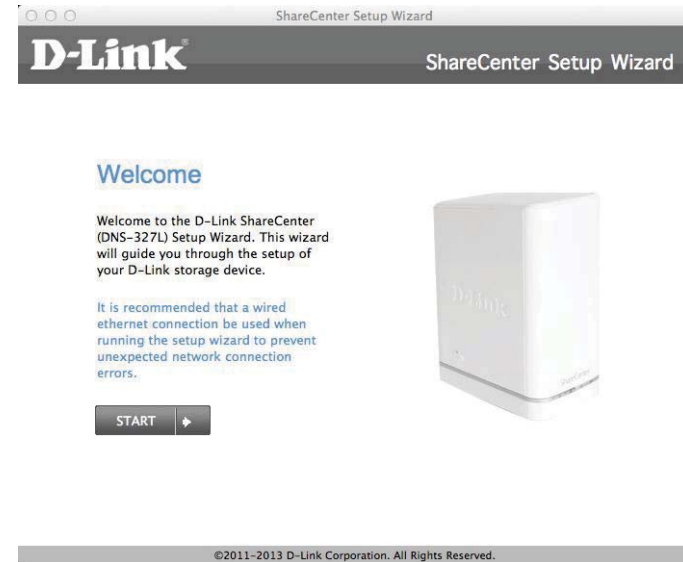 ShareCenter Setup Wizard
D-Link®
ShareCenter Setup Wizard
Welcome
Welcome to the D-Link ShareCenter
(DNS-327L) Setup Wizard. This wizard
will guide you through the setup of
your D-Link storage device.
It is recommended that a wired
ethernet connection be used when
running the setup wizard to prevent
unexpected network connection
errors.
START
D-Link
ShareCenter
©2011-2013 D-Link Corporation. All Rights Reserved.